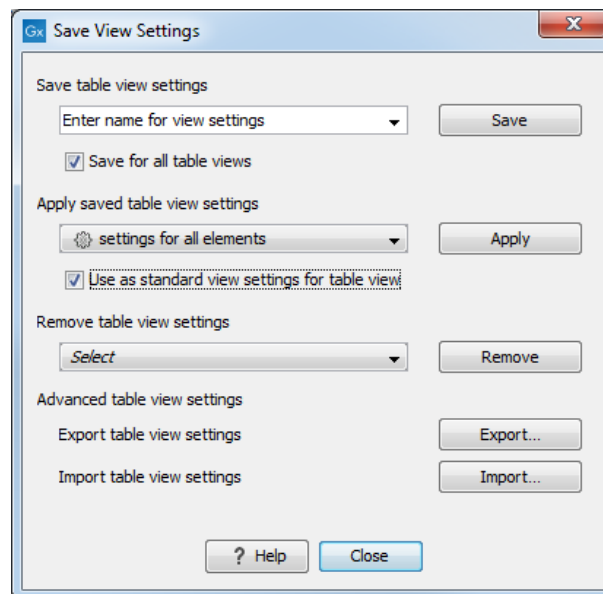 Gx Save View Settings
Save table view settings
Enter name for view settings Save
Save for all table views
Apply saved table view settings
settings for all elements Apply
Use as standard view settings for table view
Remove table view settings
Select Remove
Advanced table view settings
Export table view settings Export...
Import table view settings Import...
? Help Close